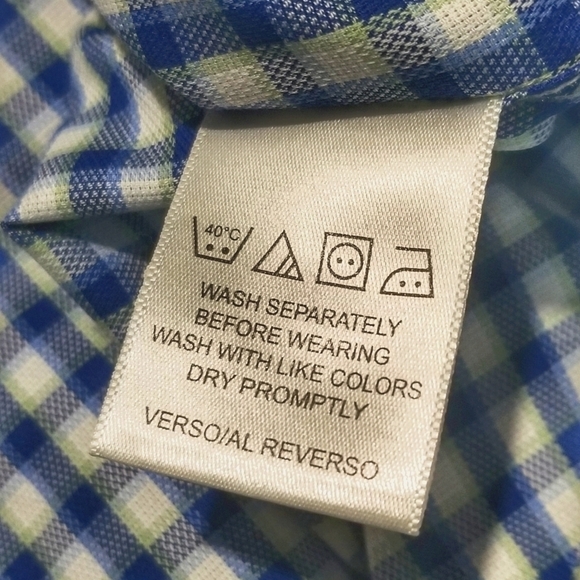 40°C
WASH SEPARATELY
BEFORE WEARING
WASH WITH LIKE COLORS
DRY PROMPTLY
VERSO/AL REVERSO